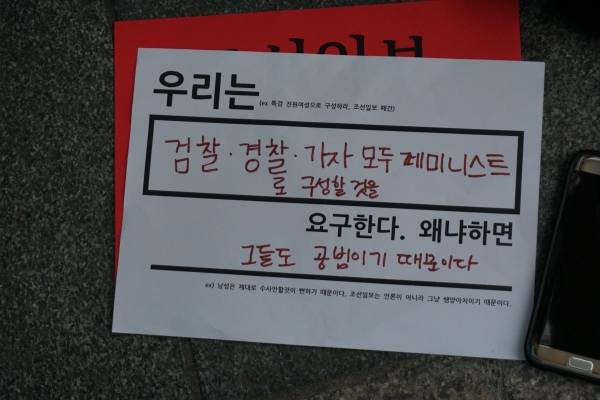 우리는 (ex 특검 전원여성으로 구성하라, 조선일보 폐간)
검찰·경찰·기자 모두 페미니스트
로 구성할 것을
요구한다. 왜냐하면
그들도 공범이기 때문이다
ex) 남성은 제대로 수사안할것이 뻔하기 때문이다, 조선일보는 언론이 아니라 그냥 쌩양아치이기 때문이다.